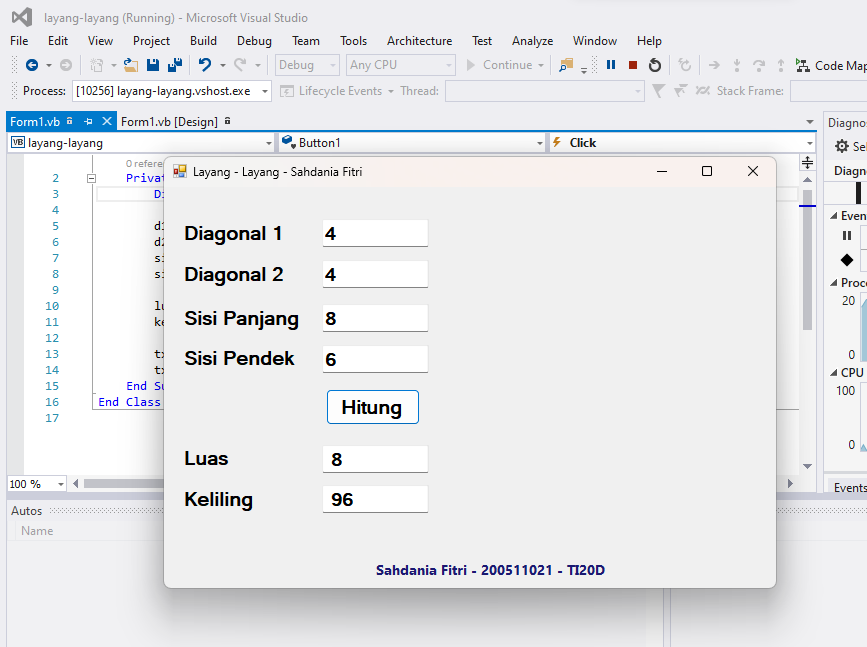 layang-layang (Running) - Microsoft Visual Studio
File Edit View Project Build Debug Team Tools Architecture Test Analyze Window Help
Debug Any CPU Continue Code Map
Process: [10256] layang-layang.vshost.exe Lifecycle Events Thread: Stack Frame:
Form1.vb Form1.vb [Design] Diagnos
layang-layang Button1 Click Sel
0 refere
Layang - Layang - Sahdania Fitri
Diagn
2 Privat
3 Di
4
5 d1
6 d2
7 si
8 si
9
10 lu
11 ke
12
13 tx
14 tx
15 End Su
16 End Class
17
Diagonal 1 4
Diagonal 2 4
Sisi Panjang 8
Sisi Pendek 6
Hitung
Luas 8
Keliling 96
Sahdania Fitri - 200511021 - TI20D
Even
Proce
20
0
CPU
100
0
100 %
Events
Autos
Name